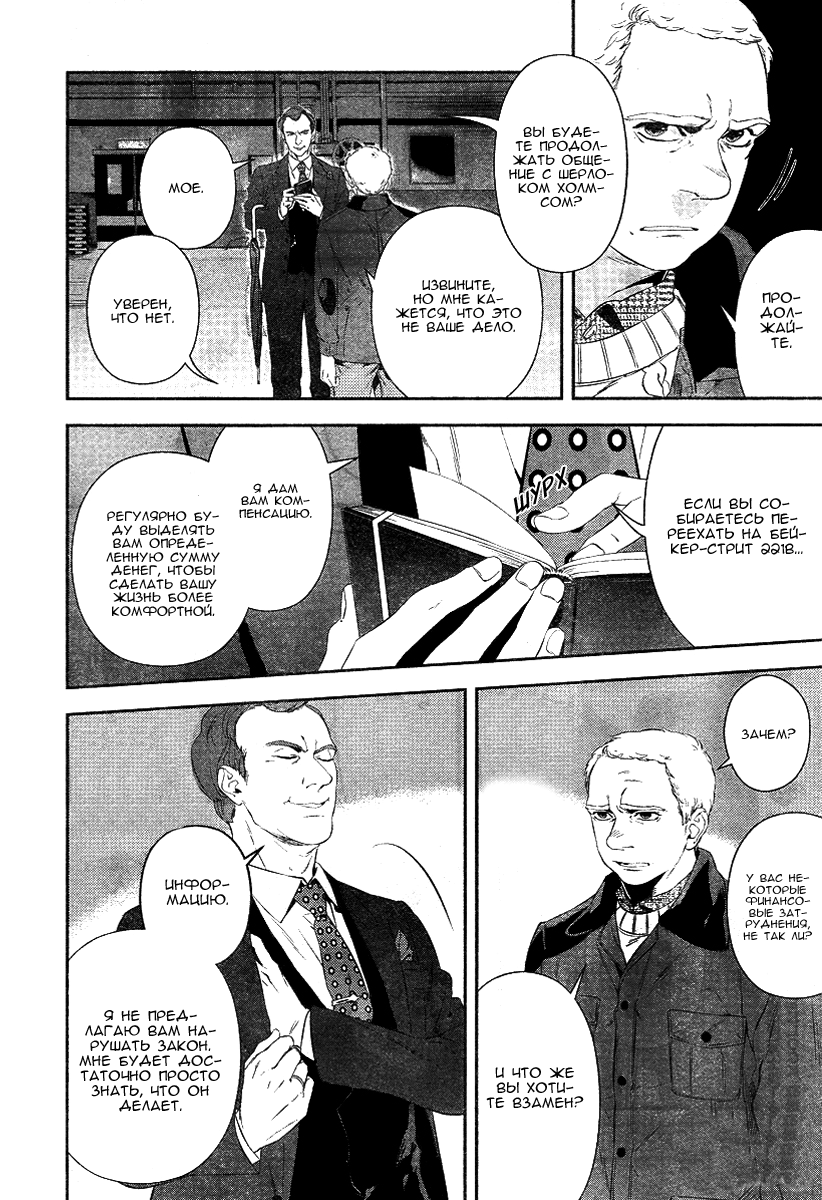 ПРО-
ДОЛ-
ЖАЙ-
ТЕ.
ВЫ БУДЕ-
ТЕ ПРОДОЛ-
ЖАТЬ ОБЩЕ-
НИЕ С ШЕРЛО-
КОМ ХОЛМ-
СОМ?
ИЗВИНИТЕ,
НО МНЕ КА-
ЖЕТСЯ, ЧТО ЭТО
НЕ ВАШЕ ДЕЛО.
МОЕ.
УВЕРЕН,
ЧТО НЕТ.
ЕСЛИ ВЫ СО-
БИРАЕТЕСЬ ПЕ-
РЕЕХАТЬ НА БЕЙ-
КЕР-СТРИТ 221В...
ШУРХ
Я ДАМ
ВАМ КОМ-
ПЕНСАЦИЮ.
РЕГУЛЯРНО БУ-
ДУ ВЫДЕЛЯТЬ
ВАМ ОПРЕДЕ-
ЛЕННУЮ СУММУ
ДЕНЕГ, ЧТОБЫ
СДЕЛАТЬ ВАШУ
ЖИЗНЬ БОЛЕЕ
КОМФОРТНОЙ.
ЗАЧЕМ?
У ВАС НЕ-
КОТОРЫЕ
ФИНАНСО-
ВЫЕ ЗАТ-
РУДНЕНИЯ,
НЕ ТАК ЛИ?
И ЧТО ЖЕ
ВЫ ХОТИ-
ТЕ ВЗАМЕН?
ИНФОР-
МАЦИЮ.
Я НЕ ПРЕД-
ЛАГАЮ ВАМ НА-
РУШАТЬ ЗАКОН.
МНЕ БУДЕТ ДОС-
ТАТОЧНО ПРОСТО
ЗНАТЬ, ЧТО ОН
ДЕЛАЕТ.